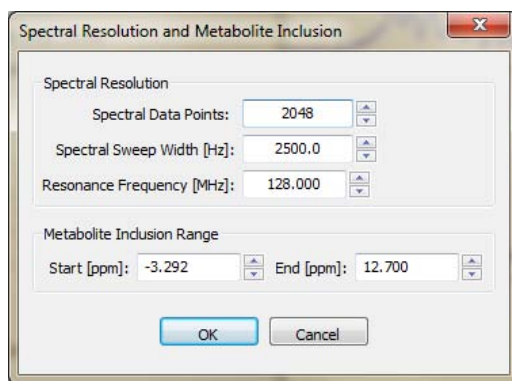 Spectral Resolution and Metabolite Inclusion
Spectral Resolution
Spectral Data Points: 2048
Spectral Sweep Width [Hz]: 2500.0
Resonance Frequency [MHz]: 128.000
Metabolite Inclusion Range
Start [ppm]: -3.292 End [ppm]: 12.700
OK Cancel